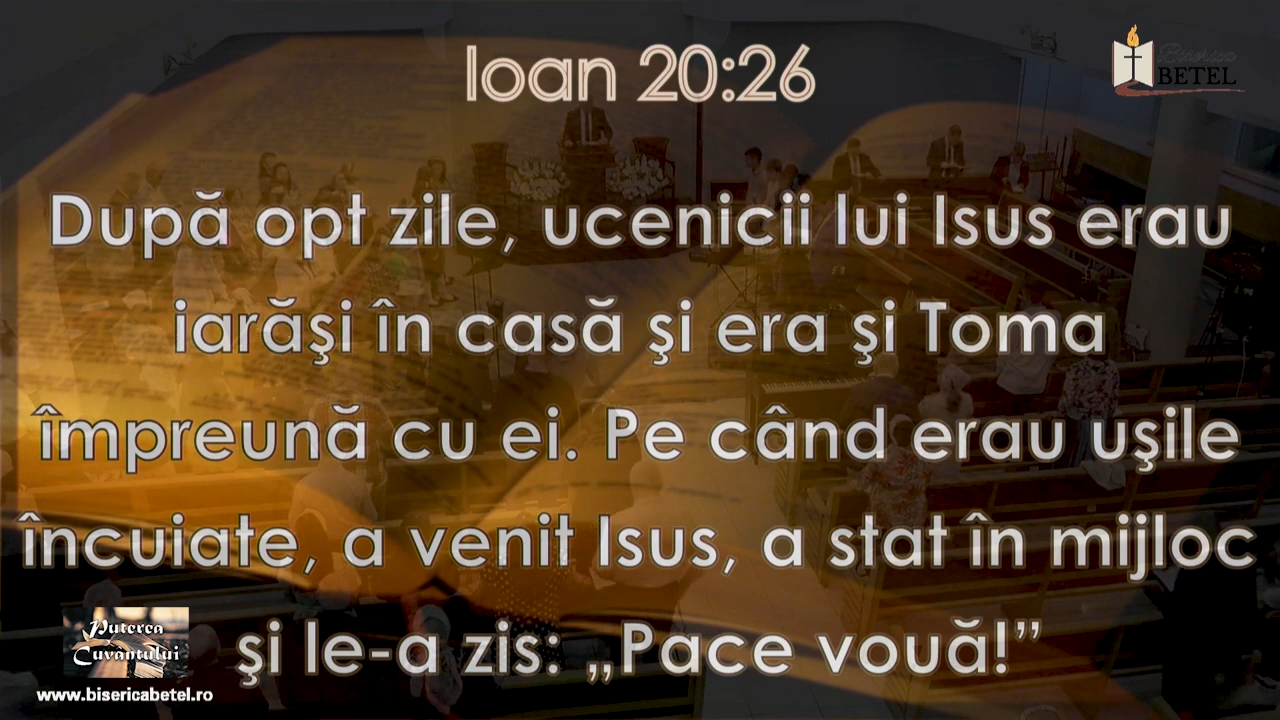 Ioan 20:26
Biserica
BETEL
După opt zile, ucenicii lui Isus erau
iarăşi în casă şi era şi Toma
împreună cu ei. Pe când erau uşile
încuiate, a venit Isus, a stat în mijloc
şi le-a zis: „Pace vouă!”
Puterea
Cuvântului
www.bisericabetel.ro